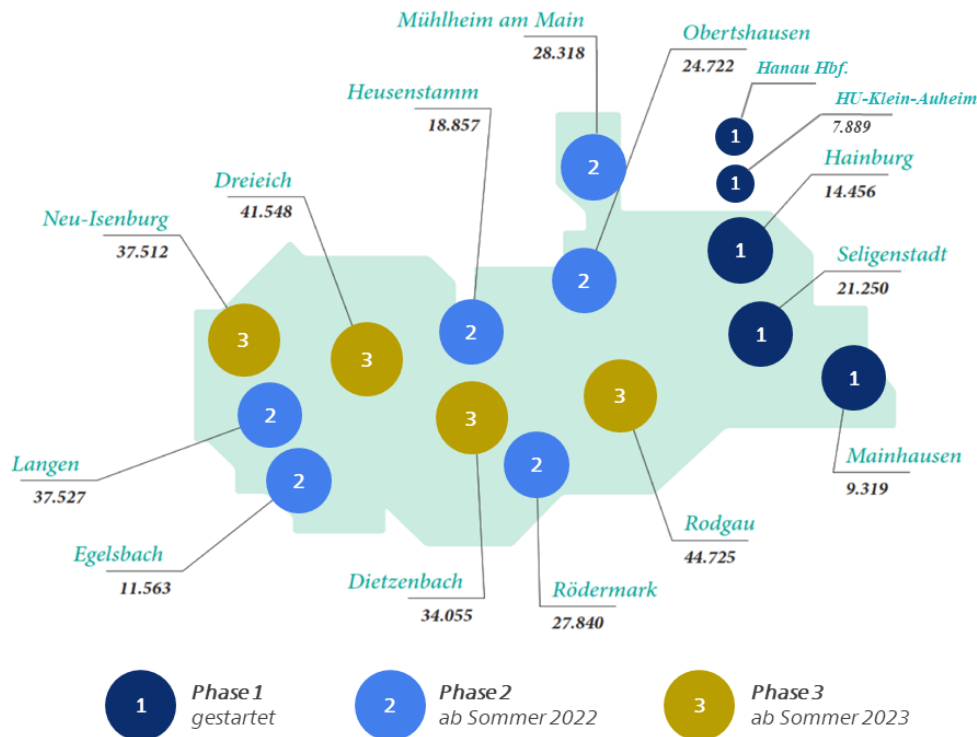 Mühlheim am Main
28.318
Obertshausen
24.722
Hanau Hbf.
HU-Klein-Auheim
7.889
Heusenstamm
18.857
Hainburg
14.456
Dreieich
41.548
Neu-Isenburg
37.512
Seligenstadt
21.250
1
1
2
1
2
2
1
3
3
1
2
3
3
2
2
Langen
37.527
Mainhausen
9.319
Egelsbach
11.563
Dietzenbach
34.055
Rödermark
27.840
Rodgau
44.725
1
Phase 1
gestartet
2
Phase 2
ab Sommer 2022
3
Phase 3
ab Sommer 2023